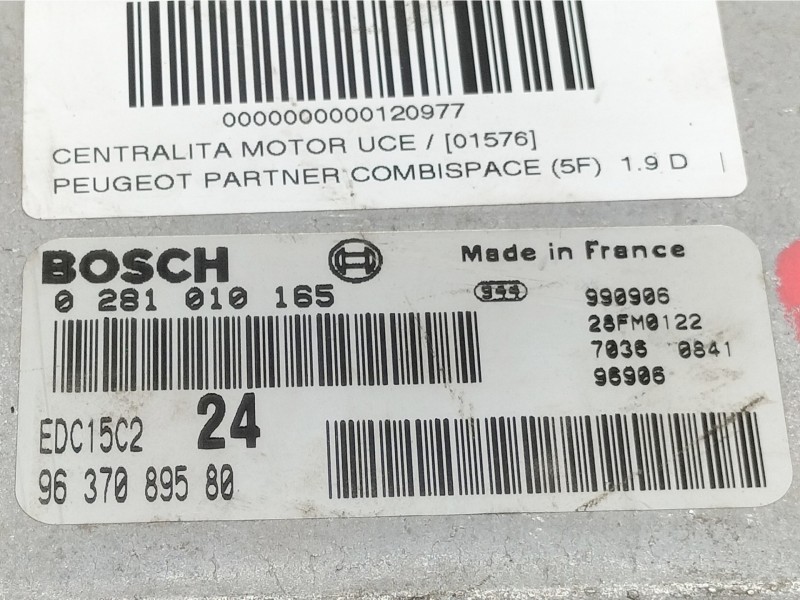 0000000000120977
CENTRALITA MOTOR UCE / [01576]
PEUGEOT PARTNER COMBISPACE (5F) 1.9 D
BOSCH
Made in France
0 281 010 165
944
990906
28FM0122
7036 0841
96906
EDC15C2
24
96 370 895 80